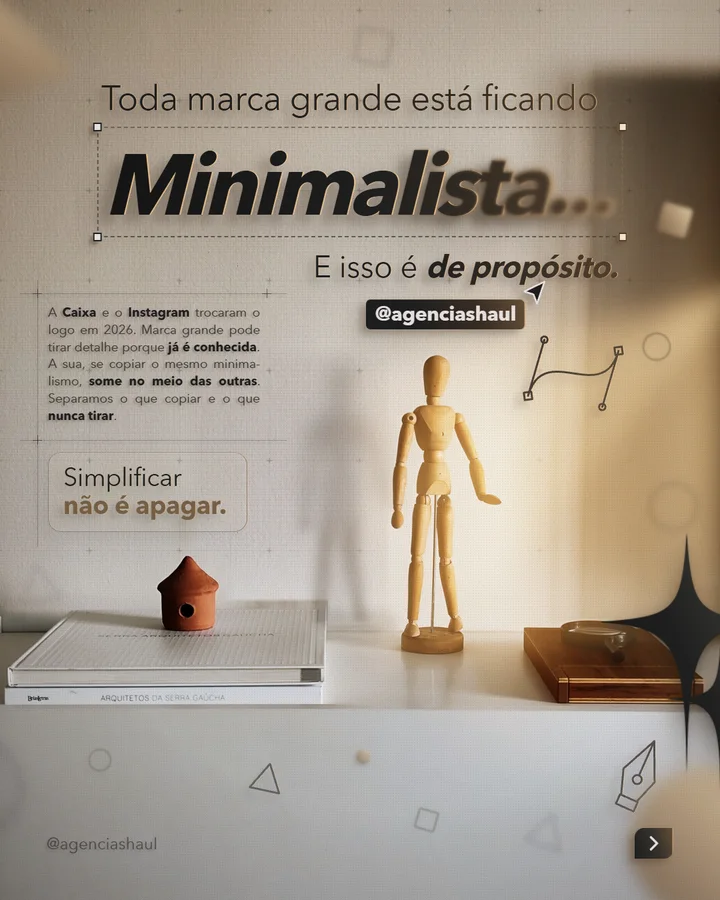 Toda marca grande está ficando
Minimalista...
E isso é de propósito.
@agenciashaul
A Caixa e o Instagram trocaram o
logo em 2026. Marca grande pode
tirar detalhe porque já é conhecida.
A sua, se copiar o mesmo minima-
lismo, some no meio das outras.
Separamos o que copiar e o que
nunca tirar.
Simplificar
não é apagar.
ARQUITETOS DA SERRA GAÚCHA
@agenciashaul